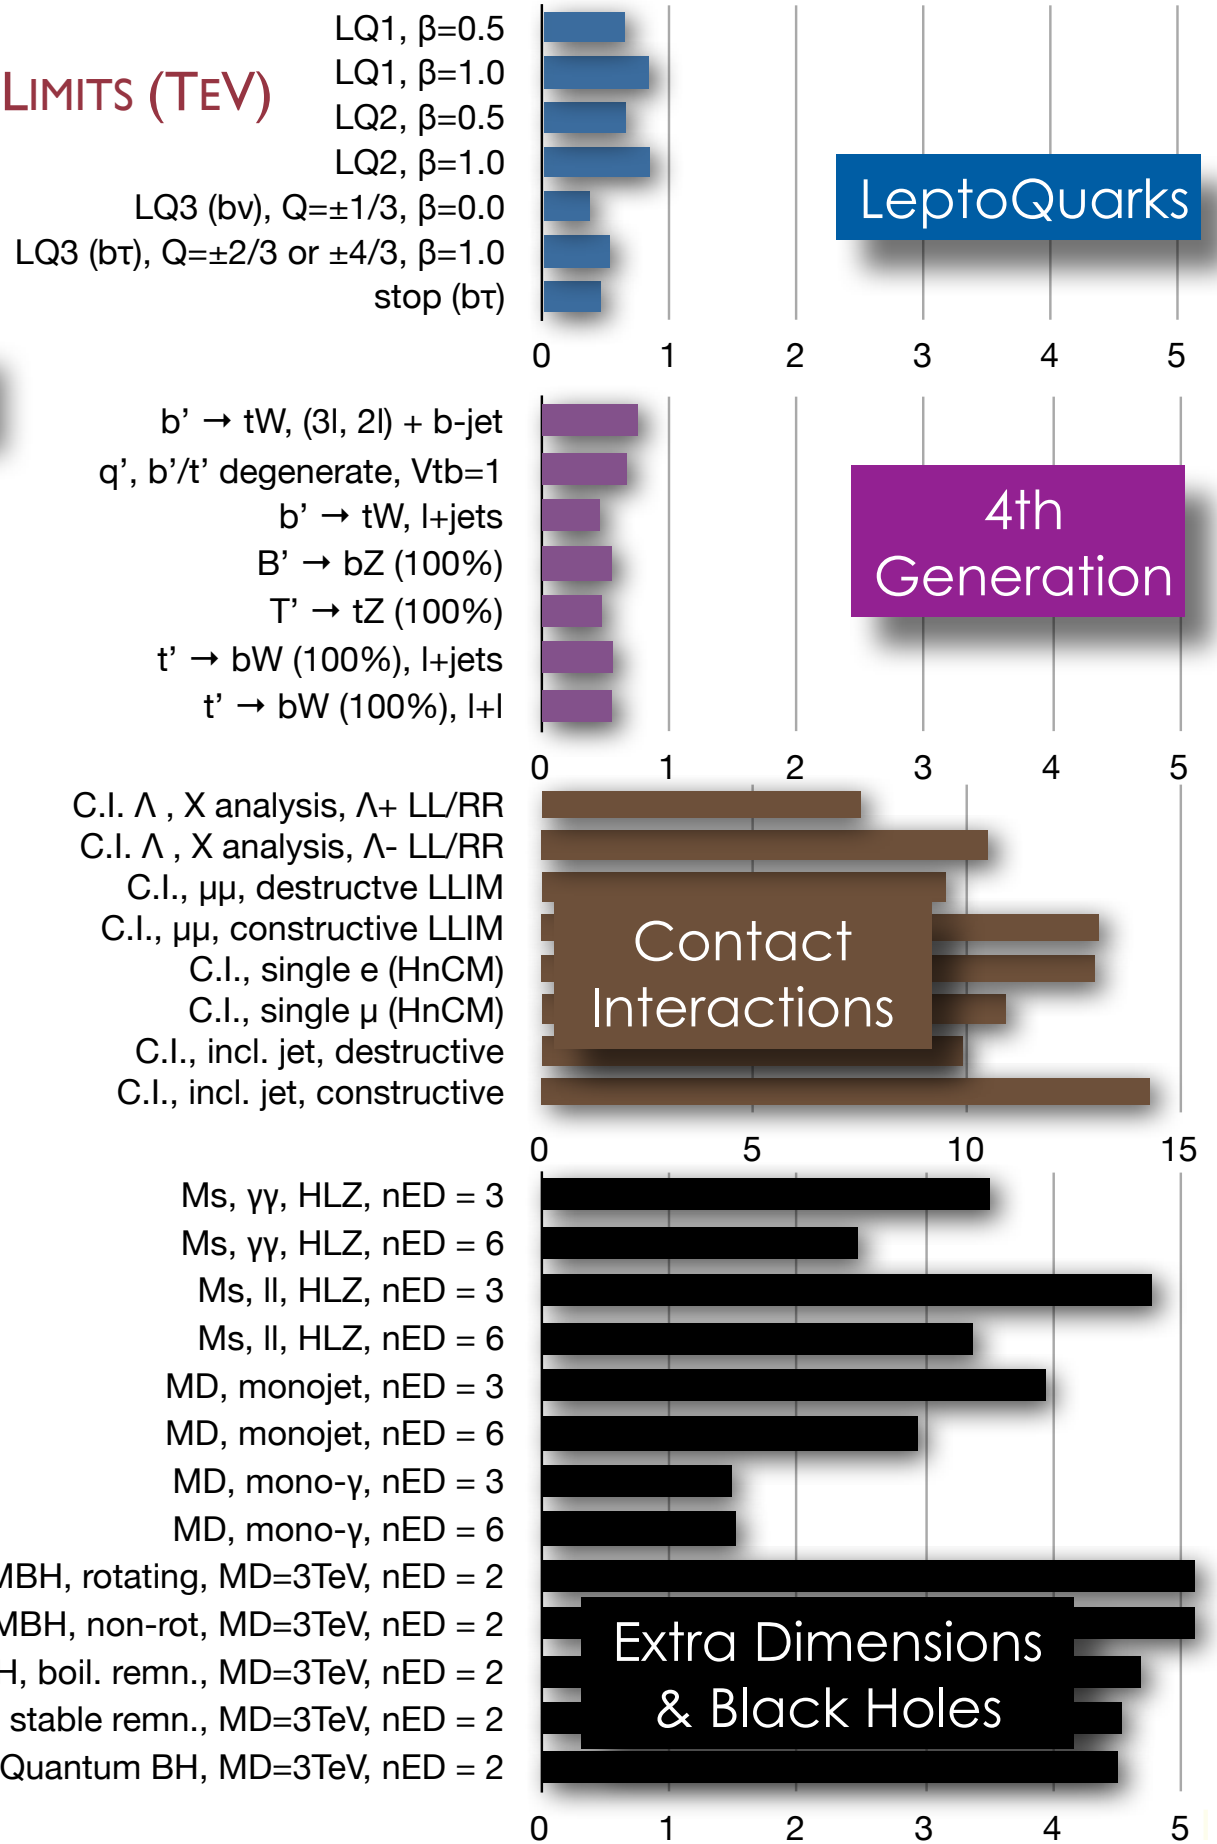 LIMITS (TEV)
LQ1, β=0.5
LQ1, β=1.0
LQ2, β=0.5
LQ2, β=1.0
LQ3 (bν), Q=±1/3, β=0.0
LQ3 (bτ), Q=±2/3 or ±4/3, β=1.0
stop (bτ)
LeptoQuarks
0 1 2 3 4 5
b’ → tW, (3l, 2l) + b-jet
q’, b’/t’ degenerate, Vtb=1
b’ → tW, l+jets
B’ → bZ (100%)
T’ → tZ (100%)
t’ → bW (100%), l+jets
t’ → bW (100%), l+l
4th
Generation
0 1 2 3 4 5
C.I. Λ , X analysis, Λ+ LL/RR
C.I. Λ , X analysis, Λ- LL/RR
C.I., μμ, destructve LLIM
C.I., μμ, constructive LLIM
C.I., single e (HnCM)
C.I., single μ (HnCM)
C.I., incl. jet, destructive
C.I., incl. jet, constructive
Contact
Interactions
0 5 10 15
Ms, γγ, HLZ, nED = 3
Ms, γγ, HLZ, nED = 6
Ms, ll, HLZ, nED = 3
Ms, ll, HLZ, nED = 6
MD, monojet, nED = 3
MD, monojet, nED = 6
MD, mono-γ, nED = 3
MD, mono-γ, nED = 6
MBH, rotating, MD=3TeV, nED = 2
MBH, non-rot, MD=3TeV, nED = 2
H, boil. remn., MD=3TeV, nED = 2
stable remn., MD=3TeV, nED = 2
Quantum BH, MD=3TeV, nED = 2
Extra Dimensions
& Black Holes
0 1 2 3 4 5